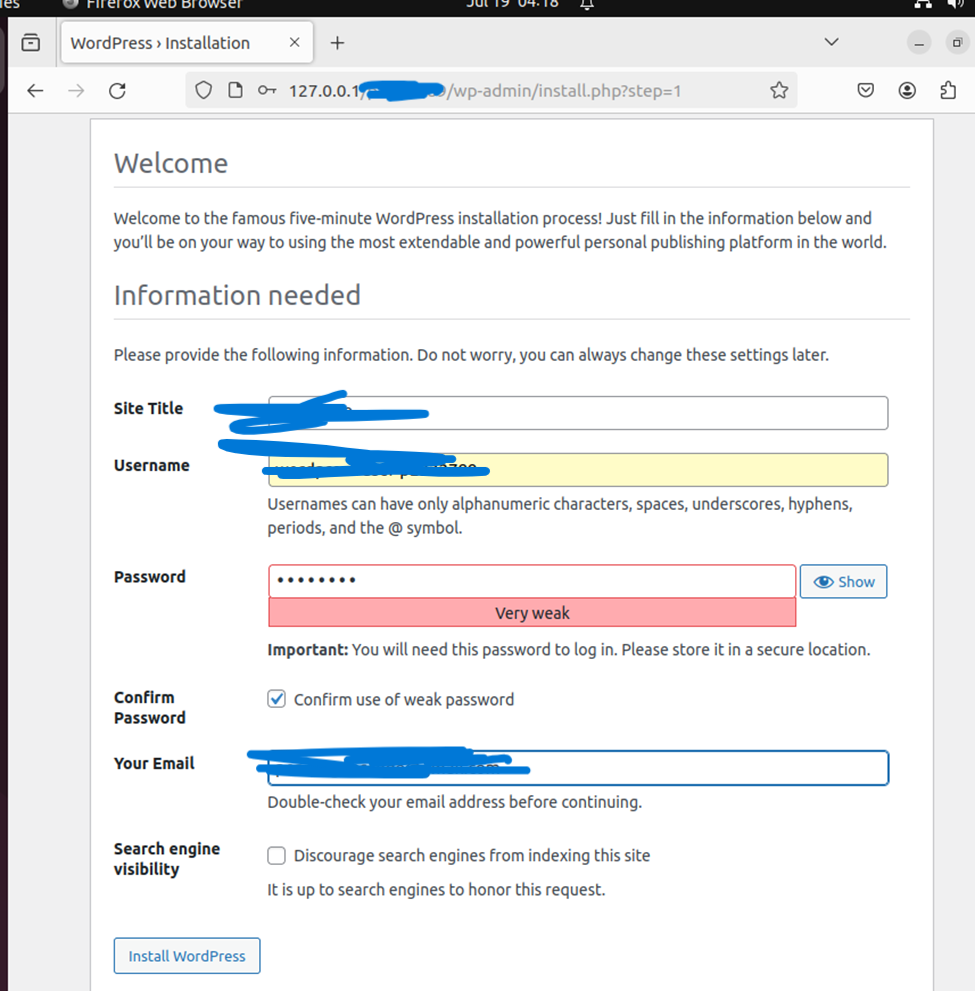 Firefox Web Browser
Jul 19 04:18
WordPress › Installation
127.0.0.1/ /wp-admin/install.php?step=1
Welcome
Welcome to the famous five-minute WordPress installation process! Just fill in the information below and
you’ll be on your way to using the most extendable and powerful personal publishing platform in the world.
Information needed
Please provide the following information. Do not worry, you can always change these settings later.
Site Title
Username
Usernames can have only alphanumeric characters, spaces, underscores, hyphens,
periods, and the @ symbol.
Password
••••••••
Show
Very weak
Important: You will need this password to log in. Please store it in a secure location.
Confirm
Password
Confirm use of weak password
Your Email
Double-check your email address before continuing.
Search engine
visibility
Discourage search engines from indexing this site
It is up to search engines to honor this request.
Install WordPress